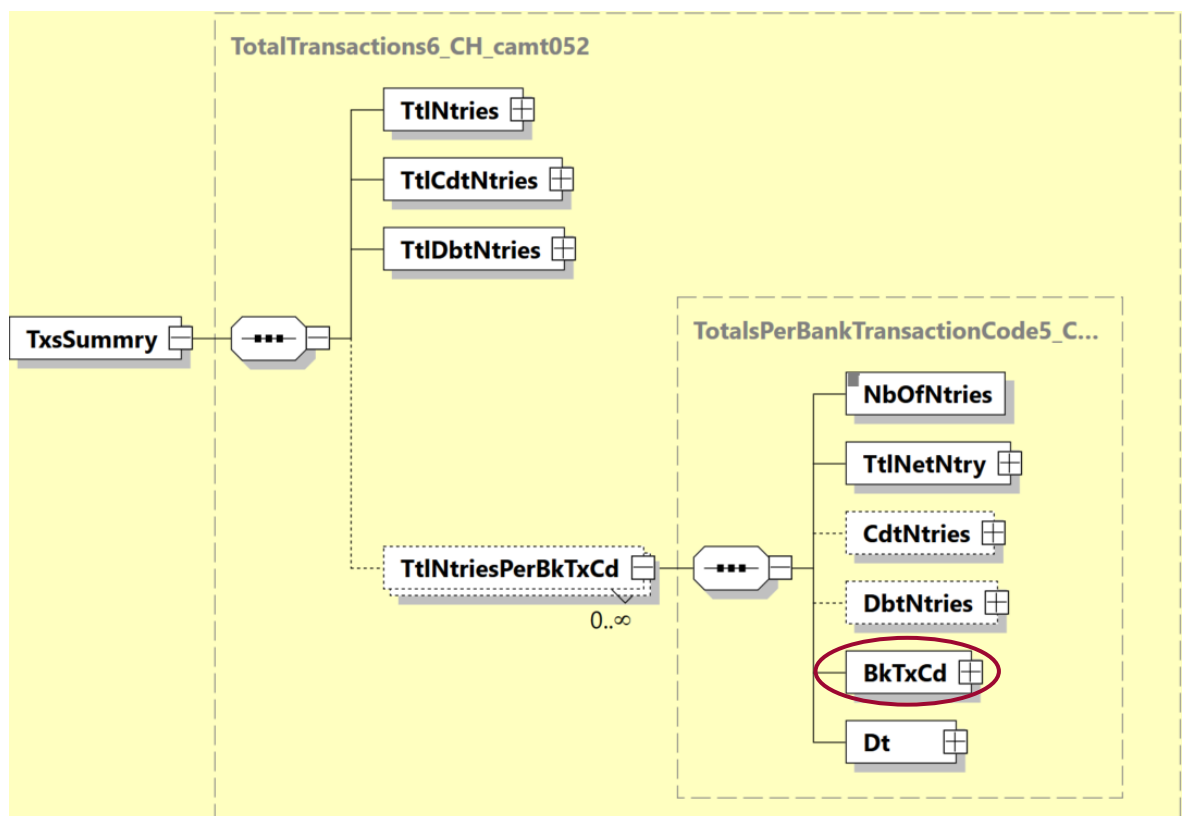 TotalTransactions6_CH_camt052
TtlNtries
TtlCdtNtries
TtlDbtNtries
TxsSummry
TotalsPerBankTransactionCode5_C...
NbOfNtries
TtlNetNtry
CdtNtries
TtlNtriesPerBkTxCd
0..∞
DbtNtries
BkTxCd
Dt